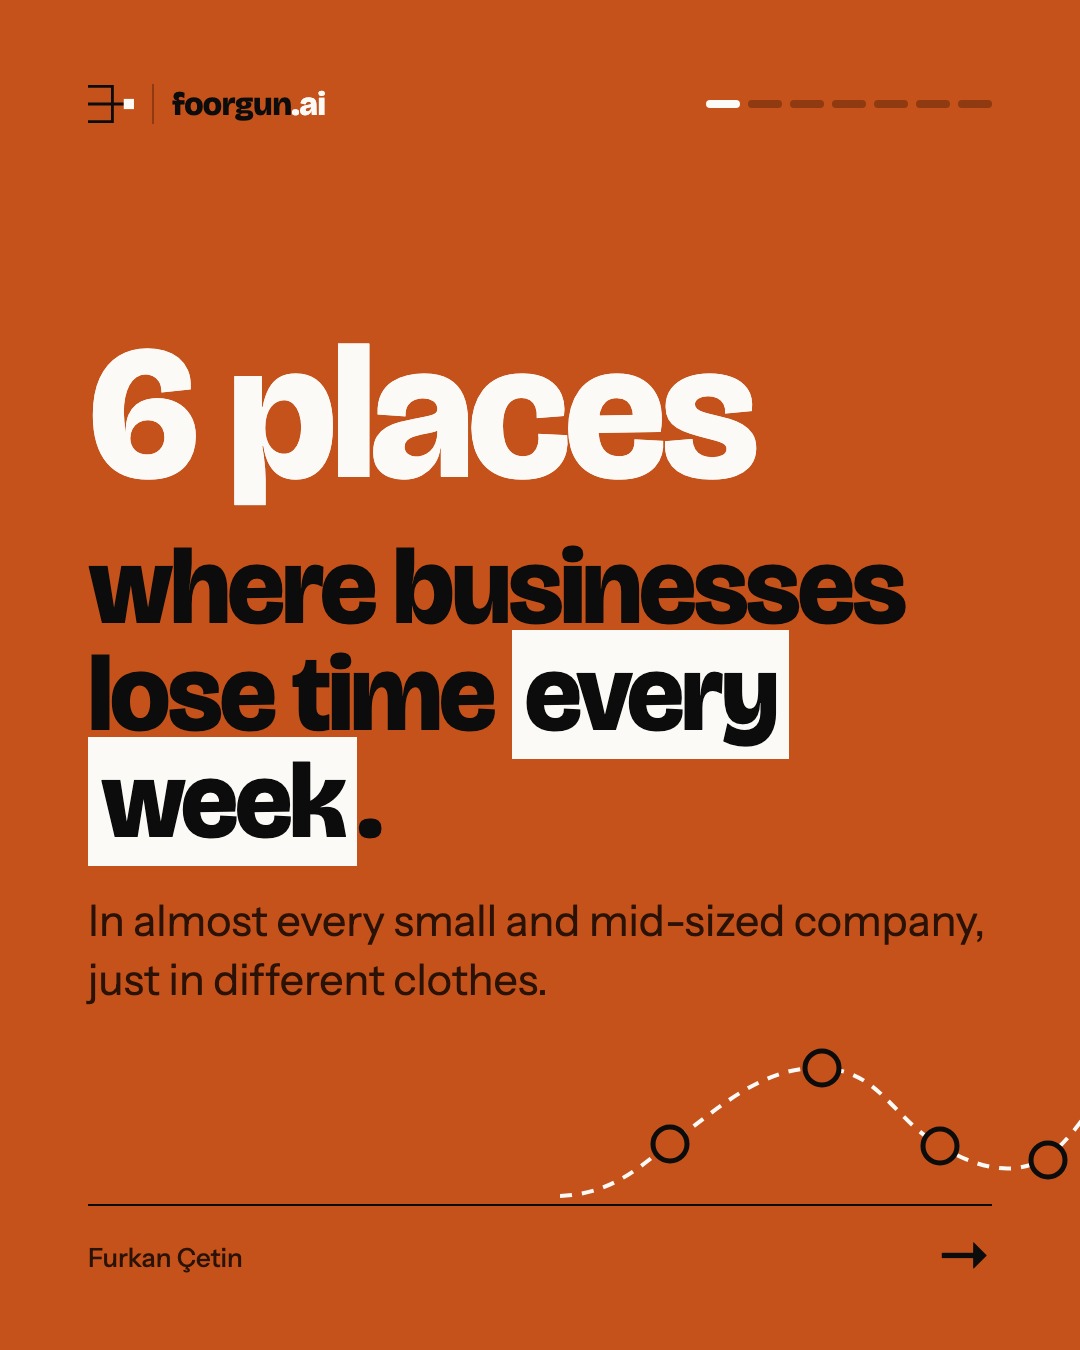 foorgun.ai
6 places
where businesses
lose time every
week.
In almost every small and mid-sized company,
just in different clothes.
Furkan Çetin